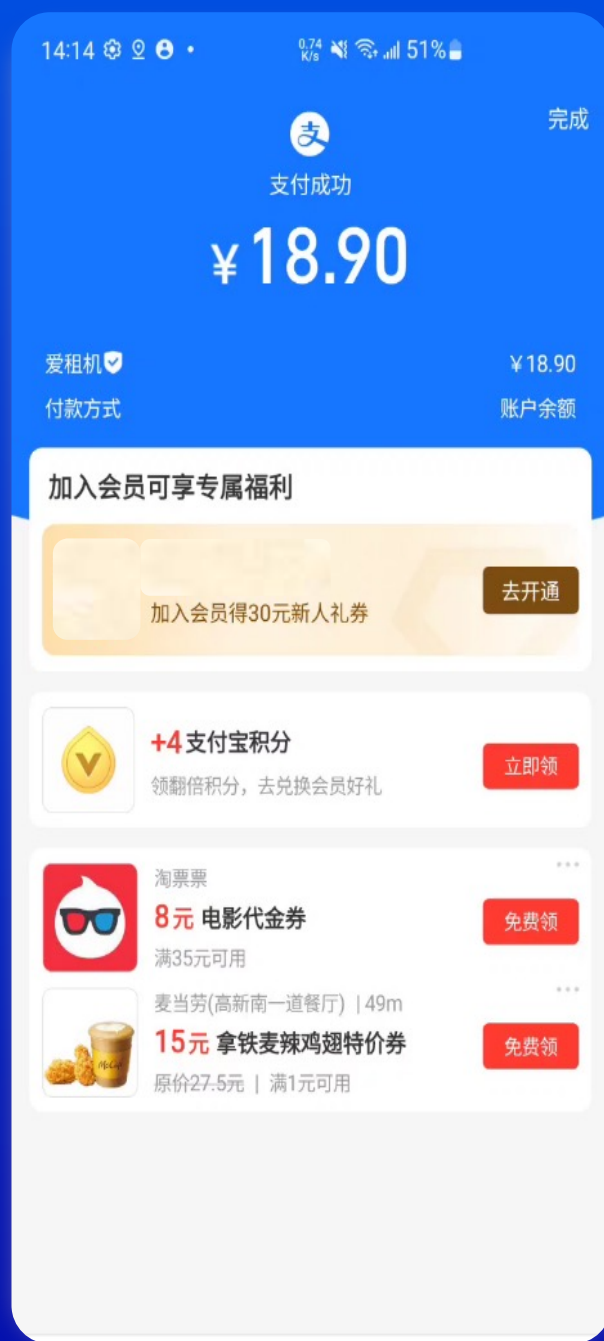 14:14
0.74 K/s
51%
完成
支
支付成功
¥18.90
爱租机
¥18.90
付款方式
账户余额
加入会员可享专属福利
加入会员得30元新人礼券
去开通
V
+4支付宝积分
领翻倍积分，去兑换会员好礼
立即领
淘票票
8元 电影代金券
满35元可用
免费领
麦当劳(高新南一道餐厅) | 49m
15元 拿铁麦辣鸡翅特价券
原价27.5元 | 满1元可用
免费领
McCafé